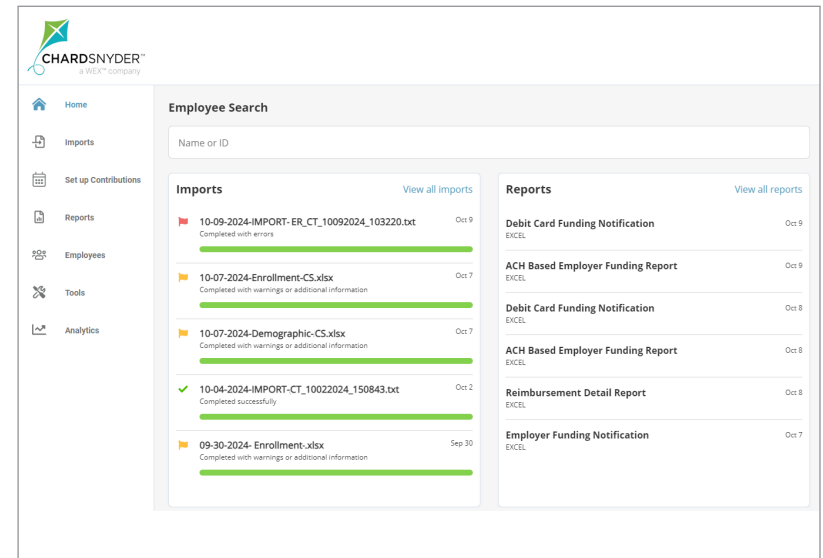 CHARDSNYDER™
a WEX™ company
Home
Imports
Set up Contributions
Reports
Employees
Tools
Analytics
Employee Search
Name or ID
Imports View all imports
10-09-2024-IMPORT- ER_CT_10092024_103220.txt Oct 9
Completed with errors
10-07-2024-Enrollment-CS.xlsx Oct 7
Completed with warnings or additional information
10-07-2024-Demographic-CS.xlsx Oct 7
Completed with warnings or additional information
10-04-2024-IMPORT-CT_10022024_150843.txt Oct 2
Completed successfully
09-30-2024- Enrollment-.xlsx Sep 30
Completed with warnings or additional information
Reports View all reports
Debit Card Funding Notification Oct 9
EXCEL
ACH Based Employer Funding Report Oct 9
EXCEL
Debit Card Funding Notification Oct 8
EXCEL
ACH Based Employer Funding Report Oct 8
EXCEL
Reimbursement Detail Report Oct 8
EXCEL
Employer Funding Notification Oct 7
EXCEL